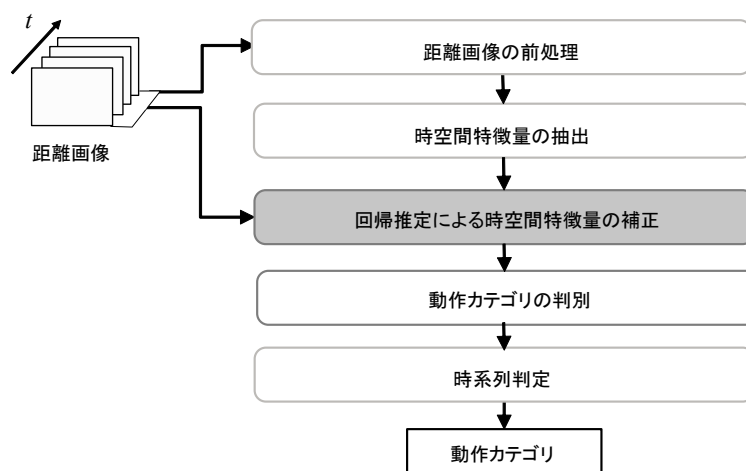 t
距離画像
距離画像の前処理
時空間特徴量の抽出
回帰推定による時空間特徴量の補正
動作カテゴリの判別
時系列判定
動作カテゴリ